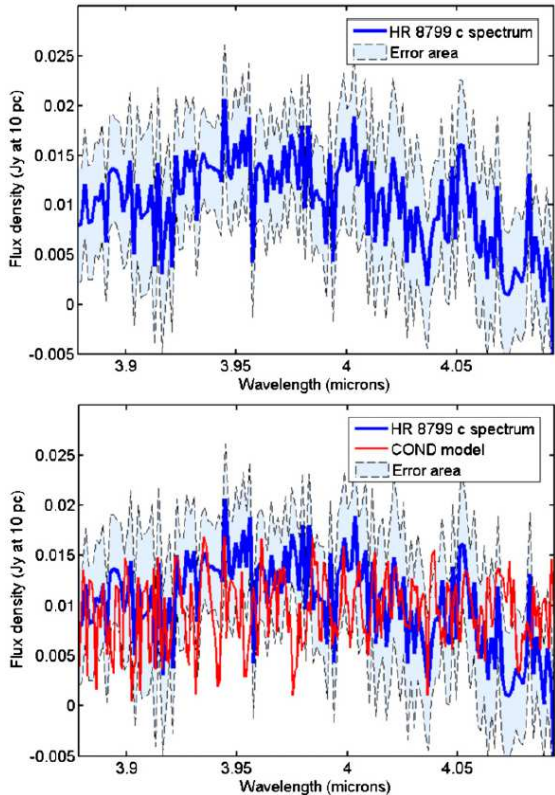 HR 8799 c spectrum
Error area
Flux density (Jy at 10 pc)
0.025
0.02
0.015
0.01
0.005
0
-0.005
3.9 3.95 4 4.05
Wavelength (microns)
HR 8799 c spectrum
COND model
Error area
Flux density (Jy at 10 pc)
0.025
0.02
0.015
0.01
0.005
0
-0.005
3.9 3.95 4 4.05
Wavelength (microns)